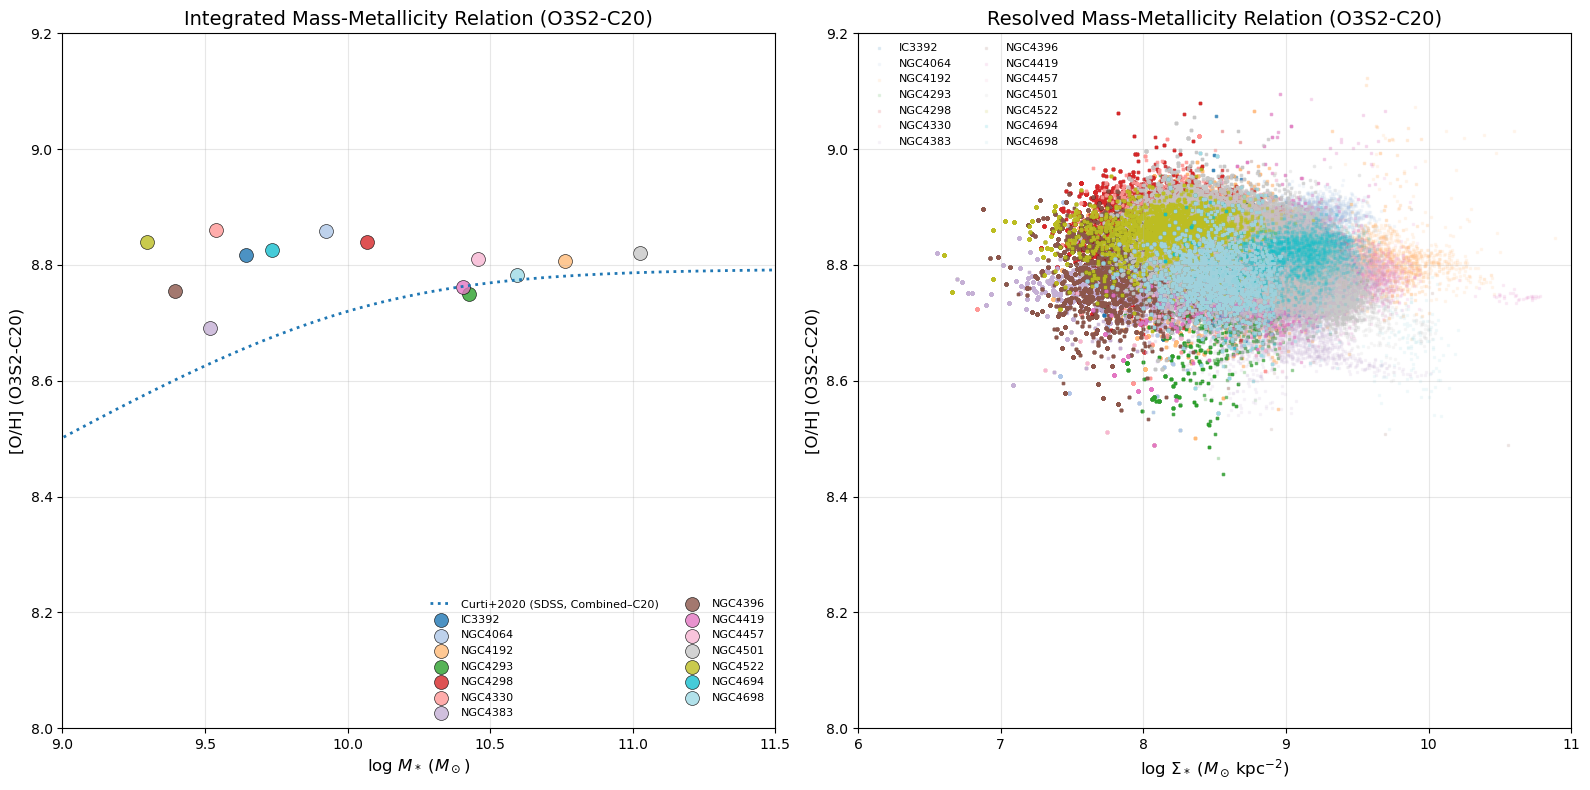 Integrated Mass-Metallicity Relation (O3S2-C20)
[O/H] (O3S2-C20)
9.2
9.0
8.8
8.6
8.4
8.2
8.0
9.0 9.5 10.0 10.5 11.0 11.5
log M* (M⊙)
Curti+2020 (SDSS, Combined–C20)
IC3392
NGC4064
NGC4192
NGC4293
NGC4298
NGC4330
NGC4383
NGC4396
NGC4419
NGC4457
NGC4501
NGC4522
NGC4694
NGC4698
Resolved Mass-Metallicity Relation (O3S2-C20)
[O/H] (O3S2-C20)
9.2
9.0
8.8
8.6
8.4
8.2
8.0
6 7 8 9 10 11
log Σ* (M⊙ kpc⁻²)
IC3392
NGC4064
NGC4192
NGC4293
NGC4298
NGC4330
NGC4383
NGC4396
NGC4419
NGC4457
NGC4501
NGC4522
NGC4694
NGC4698